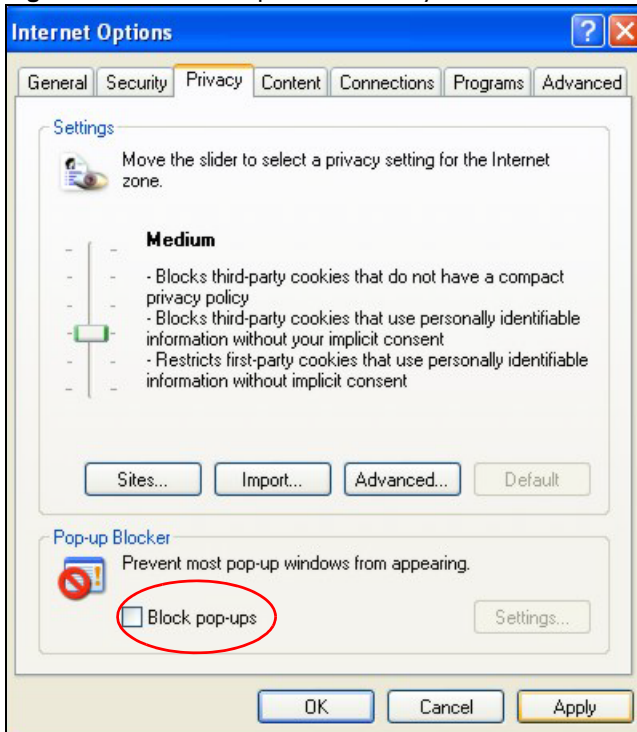 Internet Options
General Security Privacy Content Connections Programs Advanced
Settings
Move the slider to select a privacy setting for the Internet
zone.
Medium
- Blocks third-party cookies that do not have a compact
privacy policy
- Blocks third-party cookies that use personally identifiable
information without your implicit consent
- Restricts first-party cookies that use personally identifiable
information without implicit consent
Sites... Import... Advanced... Default
Pop-up Blocker
Prevent most pop-up windows from appearing.
Block pop-ups Settings...
OK Cancel Apply